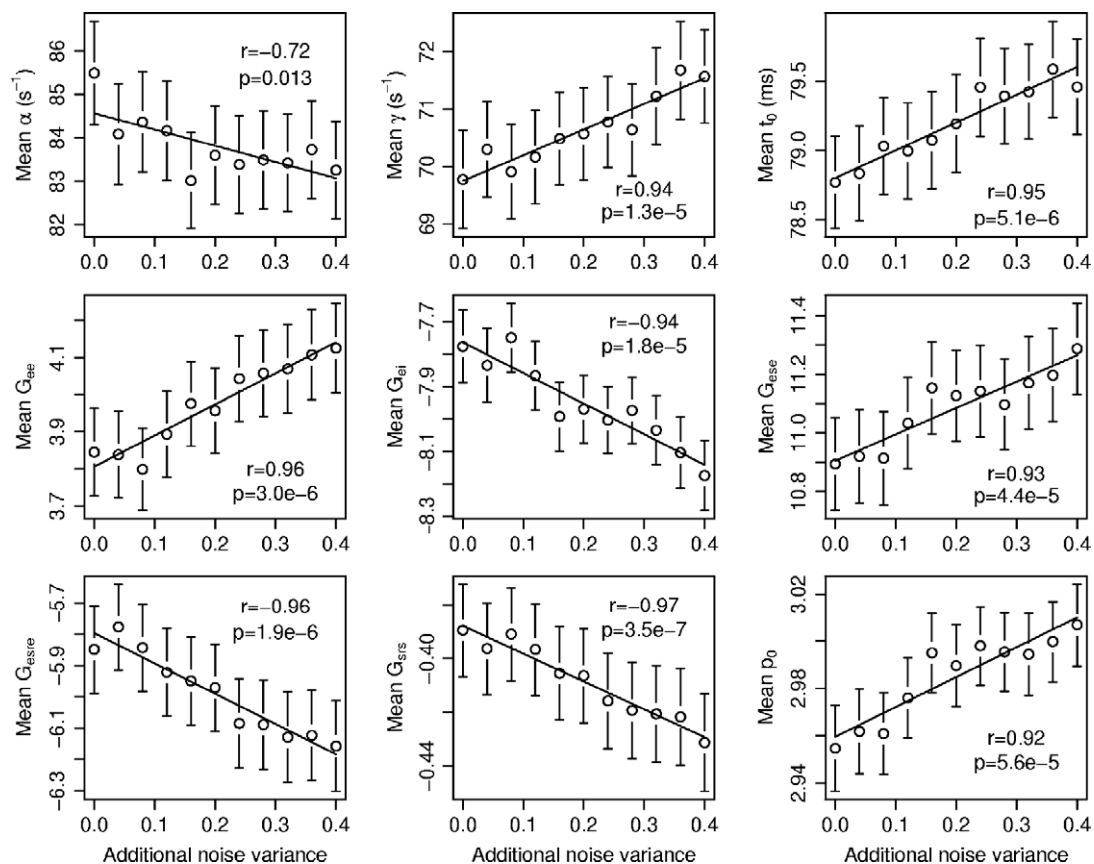 Mean α (s⁻¹)
86
85
84
83
82
r=−0.72
p=0.013
0.0 0.1 0.2 0.3 0.4
Mean γ (s⁻¹)
72
71
70
69
r=0.94
p=1.3e-5
0.0 0.1 0.2 0.3 0.4
Mean t₀ (ms)
79.5
79.0
78.5
r=0.95
p=5.1e-6
0.0 0.1 0.2 0.3 0.4
Mean Gee
4.1
3.9
3.7
r=0.96
p=3.0e-6
0.0 0.1 0.2 0.3 0.4
Mean Gei
−7.7
−7.9
−8.1
−8.3
r=−0.94
p=1.8e-5
0.0 0.1 0.2 0.3 0.4
Mean Gese
11.4
11.2
11.0
10.8
r=0.93
p=4.4e-5
0.0 0.1 0.2 0.3 0.4
Mean Gesre
−5.7
−5.9
−6.1
−6.3
r=−0.96
p=1.9e-6
0.0 0.1 0.2 0.3 0.4
Additional noise variance
Mean Gsrs
−0.40
−0.44
r=−0.97
p=3.5e-7
0.0 0.1 0.2 0.3 0.4
Additional noise variance
Mean p₀
3.02
2.98
2.94
r=0.92
p=5.6e-5
0.0 0.1 0.2 0.3 0.4
Additional noise variance